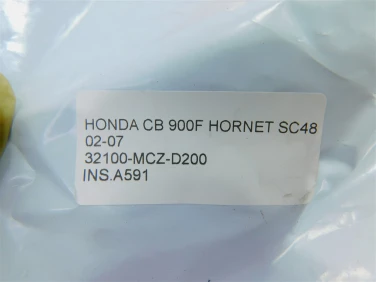 HONDA CB 900F HORNET SC48
02-07
32100-MCZ-D200
INS.A591